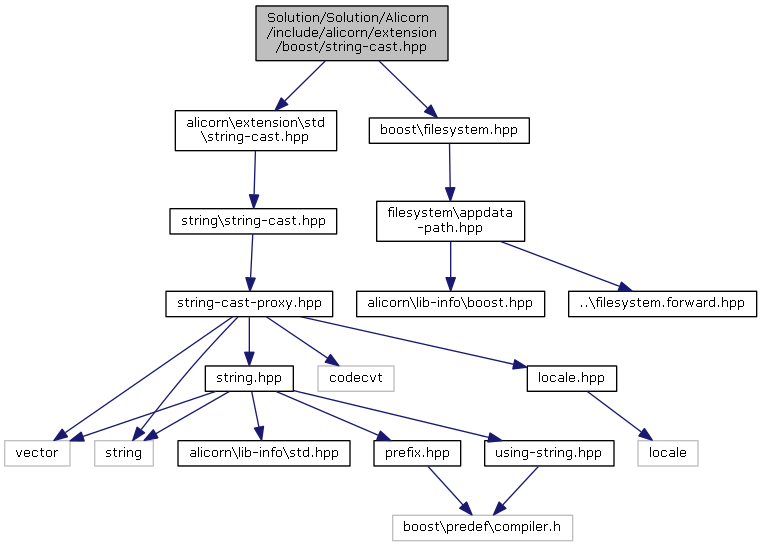 Solution/Solution/Alicorn
/include/alicorn/extension
/boost/string-cast.hpp
alicorn\extension\std
\string-cast.hpp
boost\filesystem.hpp
string\string-cast.hpp
filesystem\appdata
-path.hpp
string-cast-proxy.hpp
alicorn\lib-info\boost.hpp
..\filesystem.forward.hpp
string.hpp
codecvt
locale.hpp
vector
string
alicorn\lib-info\std.hpp
prefix.hpp
using-string.hpp
locale
boost\predef\compiler.h